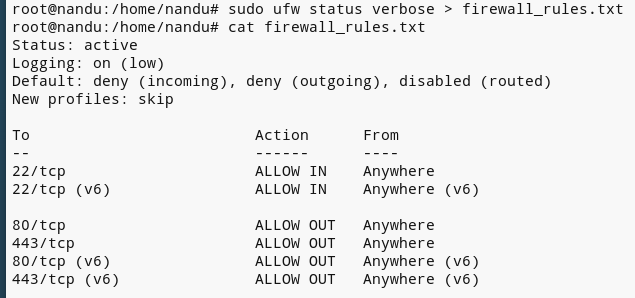 root@nandu:/home/nandu# sudo ufw status verbose > firewall_rules.txt
root@nandu:/home/nandu# cat firewall_rules.txt
Status: active
Logging: on (low)
Default: deny (incoming), deny (outgoing), disabled (routed)
New profiles: skip

To                         Action      From
--                         ------      ----
22/tcp                     ALLOW IN    Anywhere
22/tcp (v6)                ALLOW IN    Anywhere (v6)

80/tcp                     ALLOW OUT   Anywhere
443/tcp                    ALLOW OUT   Anywhere
80/tcp (v6)                ALLOW OUT   Anywhere (v6)
443/tcp (v6)               ALLOW OUT   Anywhere (v6)